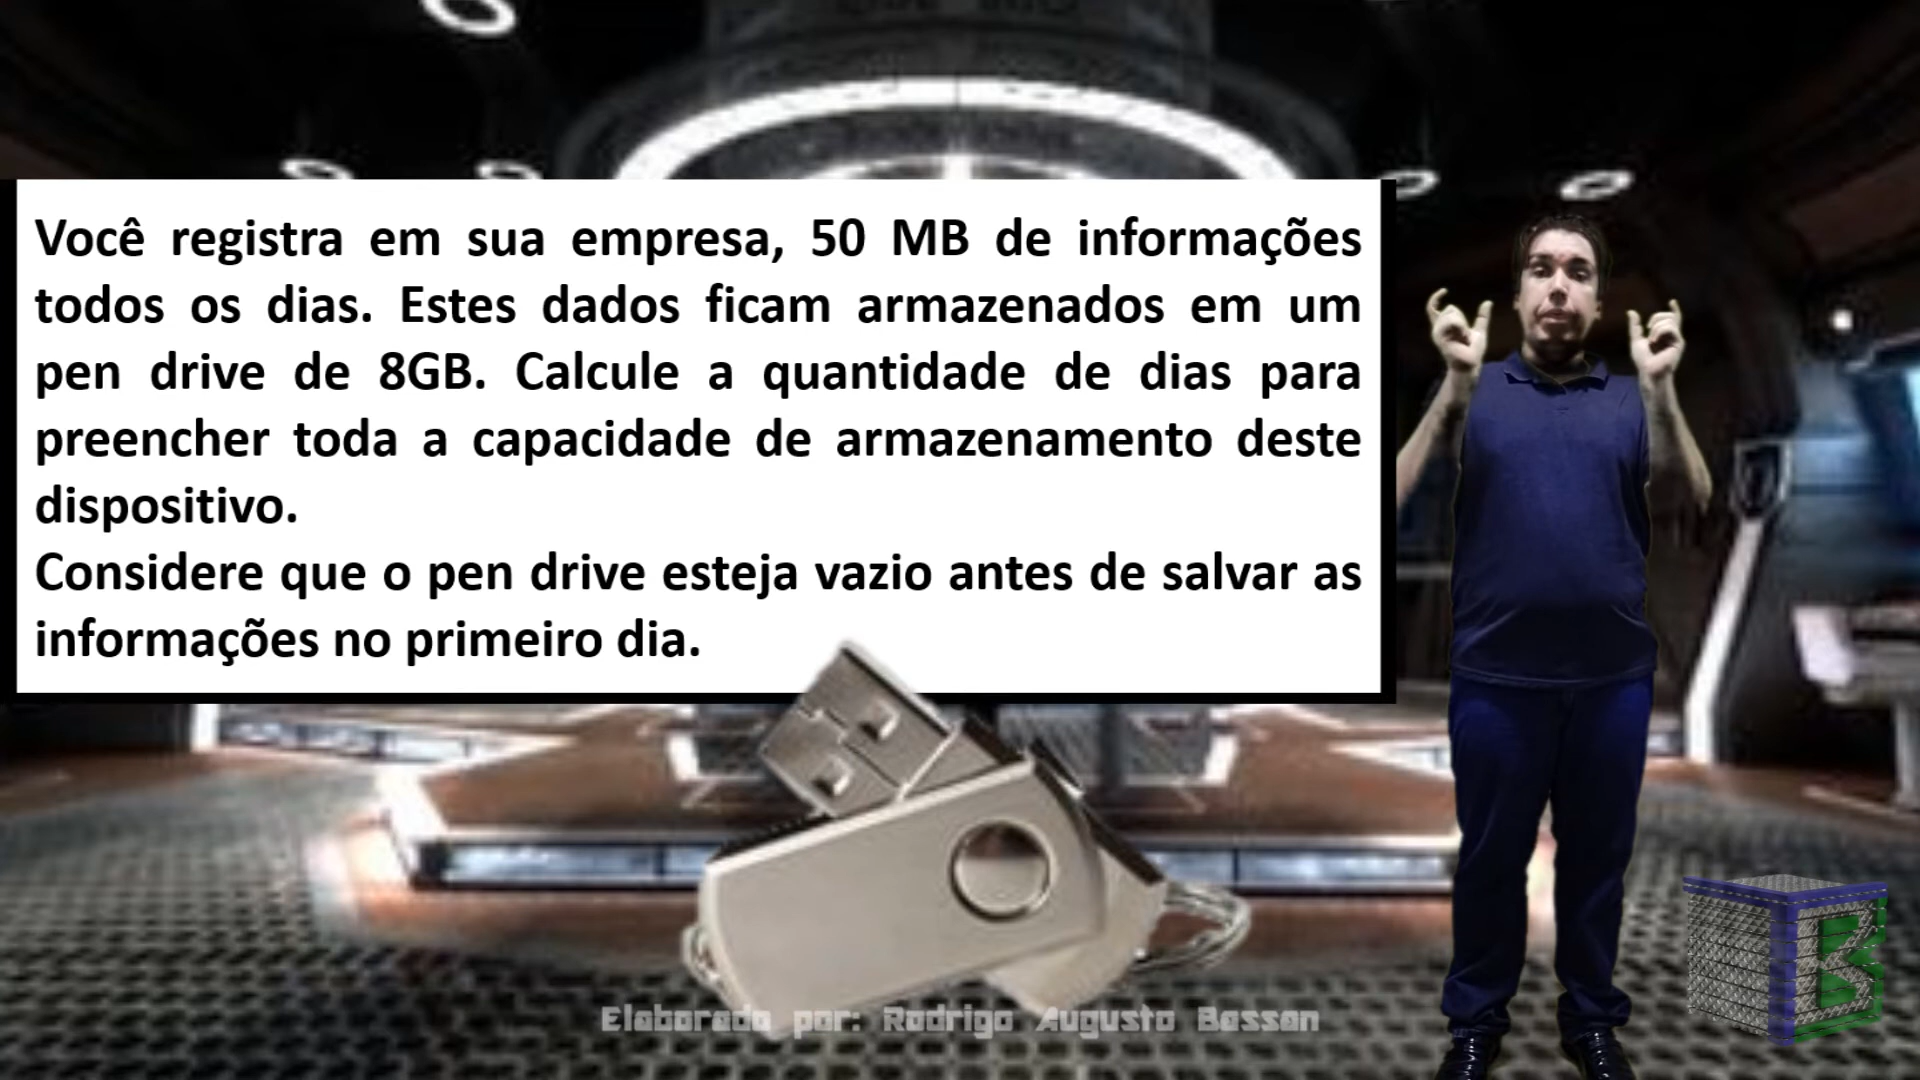 Você registra em sua empresa, 50 MB de informações
todos os dias. Estes dados ficam armazenados em um
pen drive de 8GB. Calcule a quantidade de dias para
preencher toda a capacidade de armazenamento deste
dispositivo.
Considere que o pen drive esteja vazio antes de salvar as
informações no primeiro dia.
Elaborado por: Rodrigo Augusto Bassan
B